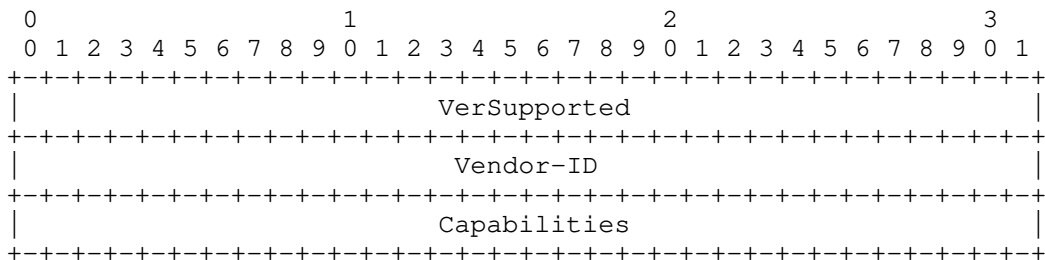 0                   1                   2                   3
 0 1 2 3 4 5 6 7 8 9 0 1 2 3 4 5 6 7 8 9 0 1 2 3 4 5 6 7 8 9 0 1
+-+-+-+-+-+-+-+-+-+-+-+-+-+-+-+-+-+-+-+-+-+-+-+-+-+-+-+-+-+-+-+-+
|                          VerSupported                         |
+-+-+-+-+-+-+-+-+-+-+-+-+-+-+-+-+-+-+-+-+-+-+-+-+-+-+-+-+-+-+-+-+
|                           Vendor-ID                           |
+-+-+-+-+-+-+-+-+-+-+-+-+-+-+-+-+-+-+-+-+-+-+-+-+-+-+-+-+-+-+-+-+
|                          Capabilities                         |
+-+-+-+-+-+-+-+-+-+-+-+-+-+-+-+-+-+-+-+-+-+-+-+-+-+-+-+-+-+-+-+-+